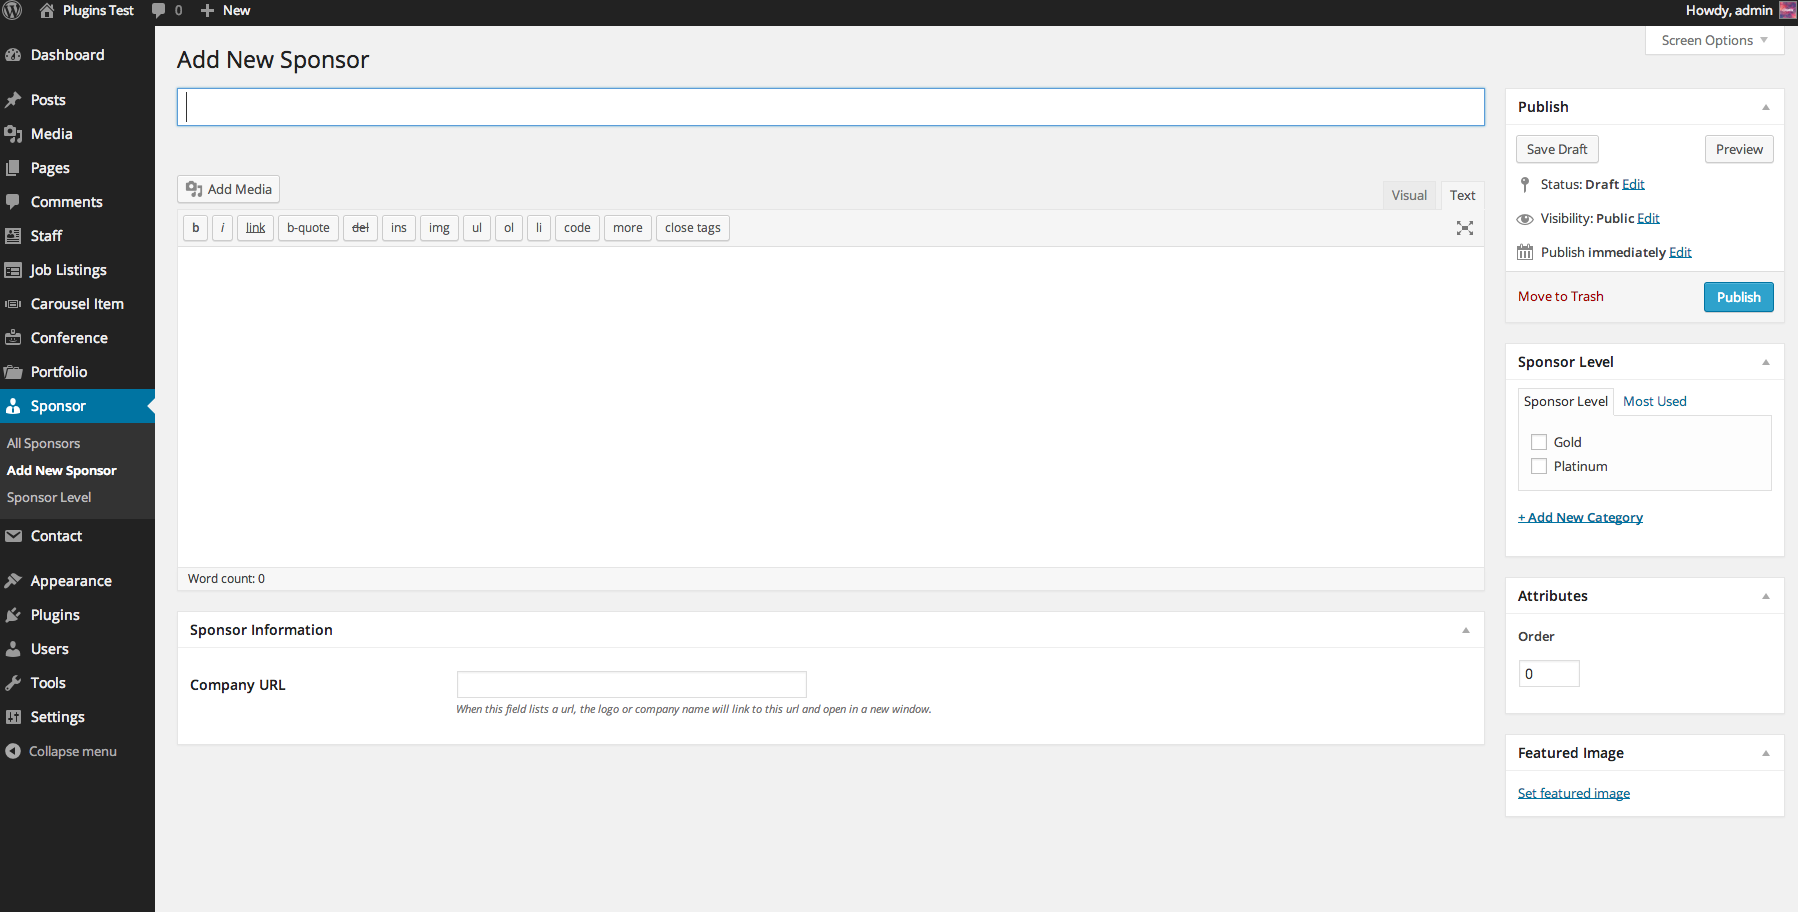 Plugins Test 0 New Howdy, admin
Screen Options
Dashboard
Posts
Media
Pages
Comments
Staff
Job Listings
Carousel Item
Conference
Portfolio
Sponsor
All Sponsors
Add New Sponsor
Sponsor Level
Contact
Appearance
Plugins
Users
Tools
Settings
Collapse menu
Add New Sponsor
Add Media
Visual Text
b i link b-quote del ins img ul ol li code more close tags
Word count: 0
Sponsor Information
Company URL
When this field lists a url, the logo or company name will link to this url and open in a new window.
Publish
Save Draft Preview
Status: Draft Edit
Visibility: Public Edit
Publish immediately Edit
Move to Trash Publish
Sponsor Level
Sponsor Level Most Used
Gold
Platinum
+ Add New Category
Attributes
Order
0
Featured Image
Set featured image